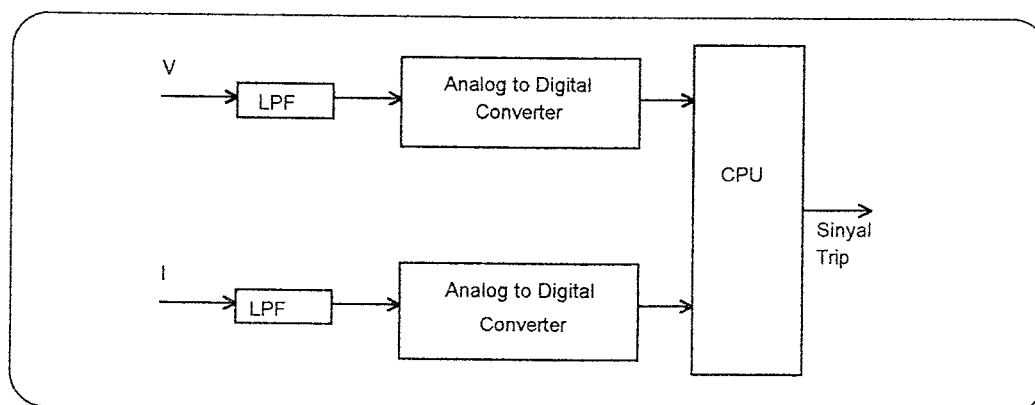 V
LPF
Analog to Digital
Converter
CPU
Sinyal
Trip
I
LPF
Analog to Digital
Converter